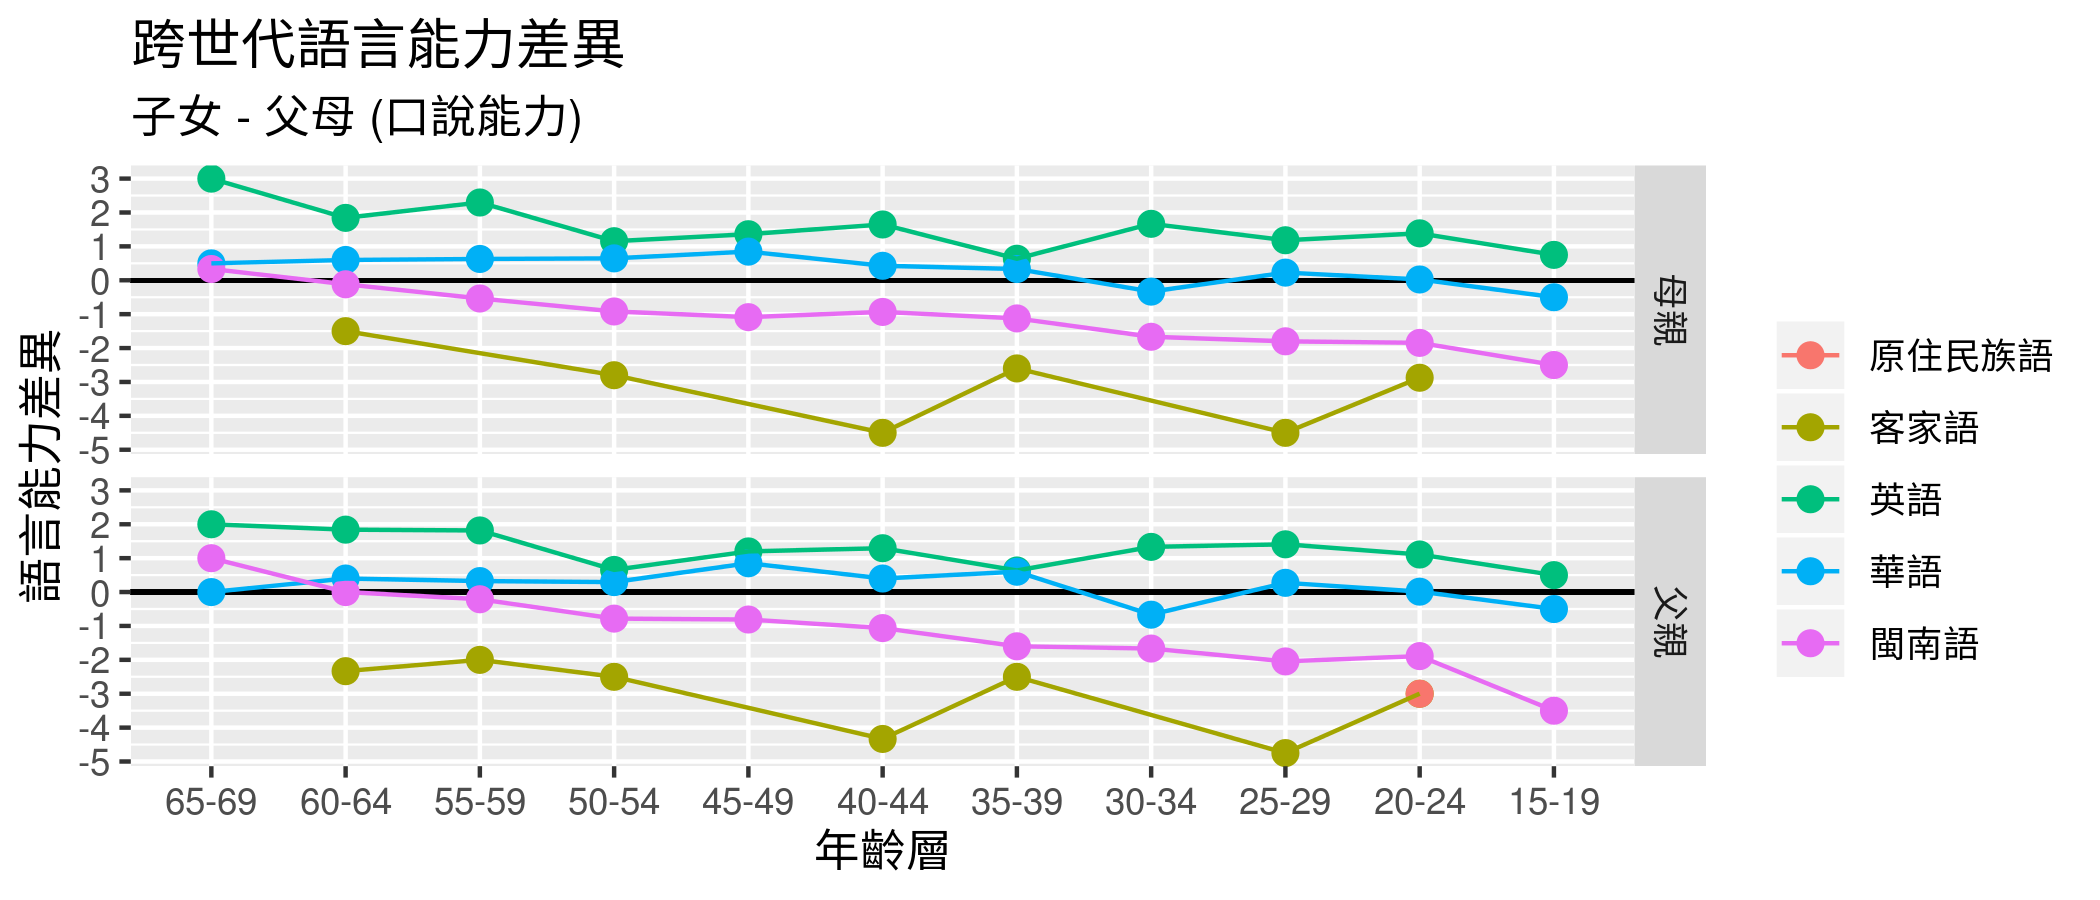 跨世代語言能力差異
子女 - 父母 (口說能力)
語言能力差異
3
2
1
0
-1
-2
-3
-4
-5
母親
3
2
1
0
-1
-2
-3
-4
-5
父親
65-69 60-64 55-59 50-54 45-49 40-44 35-39 30-34 25-29 20-24 15-19
年齡層
原住民族語
客家語
英語
華語
閩南語